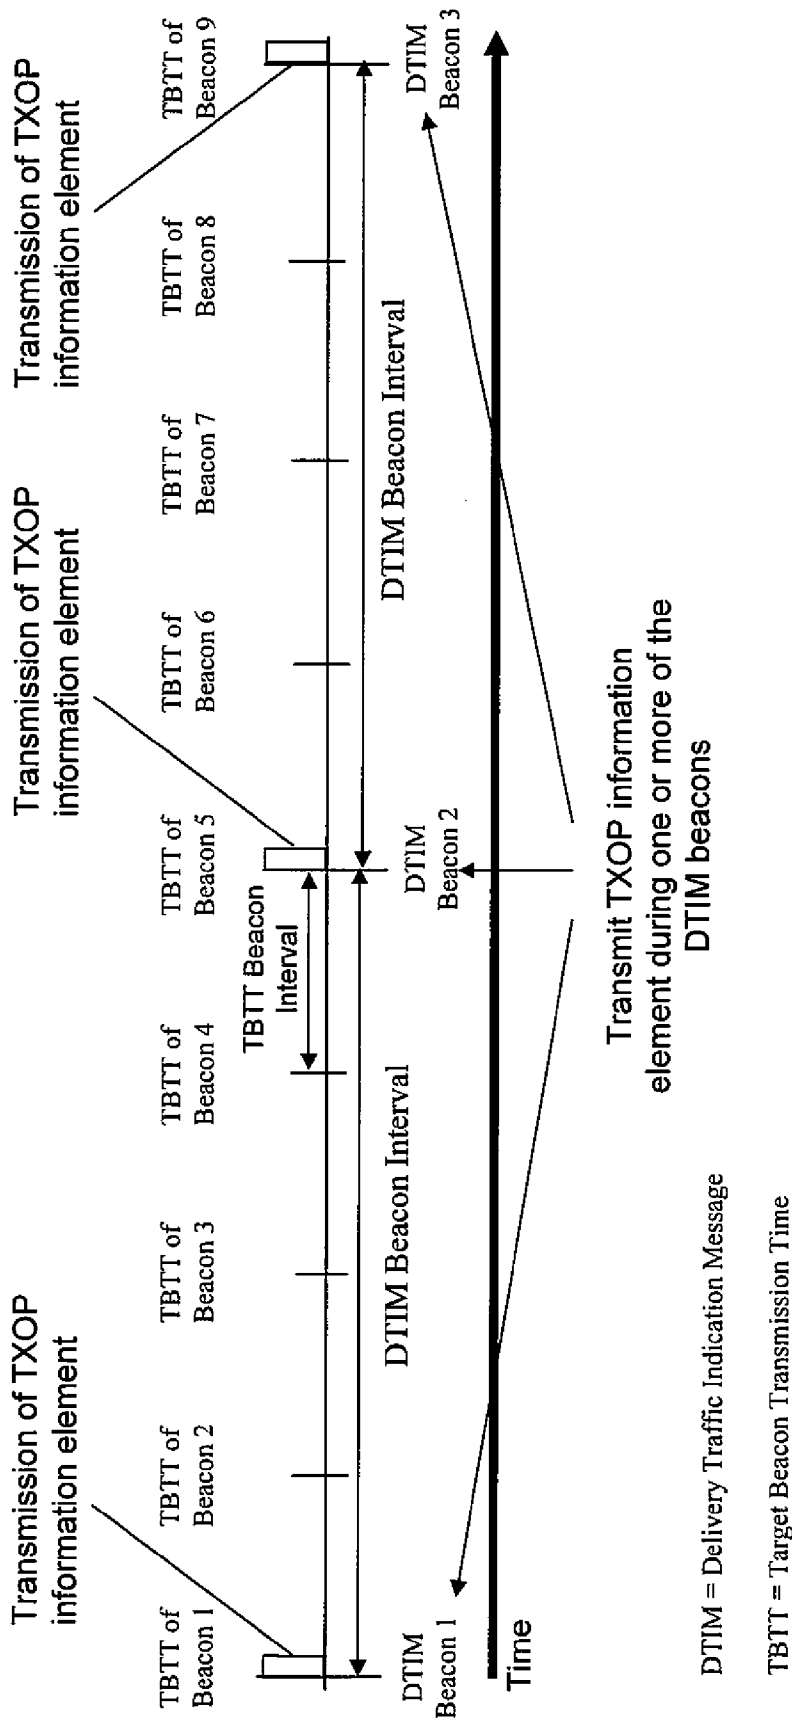 Transmission of TXOP
information element
Transmission of TXOP
information element
Transmission of TXOP
information element
TBTT of
Beacon 1
TBTT of
Beacon 2
TBTT of
Beacon 3
TBTT of
Beacon 4
TBTT of
Beacon 5
TBTT of
Beacon 6
TBTT of
Beacon 7
TBTT of
Beacon 8
TBTT of
Beacon 9
TBTT Beacon
Interval
DTIM Beacon Interval
DTIM Beacon Interval
DTIM
Beacon 1
DTIM
Beacon 2
DTIM
Beacon 3
Time
Transmit TXOP information
element during one or more of the
DTIM beacons
DTIM = Delivery Traffic Indication Message
TBTT = Target Beacon Transmission Time